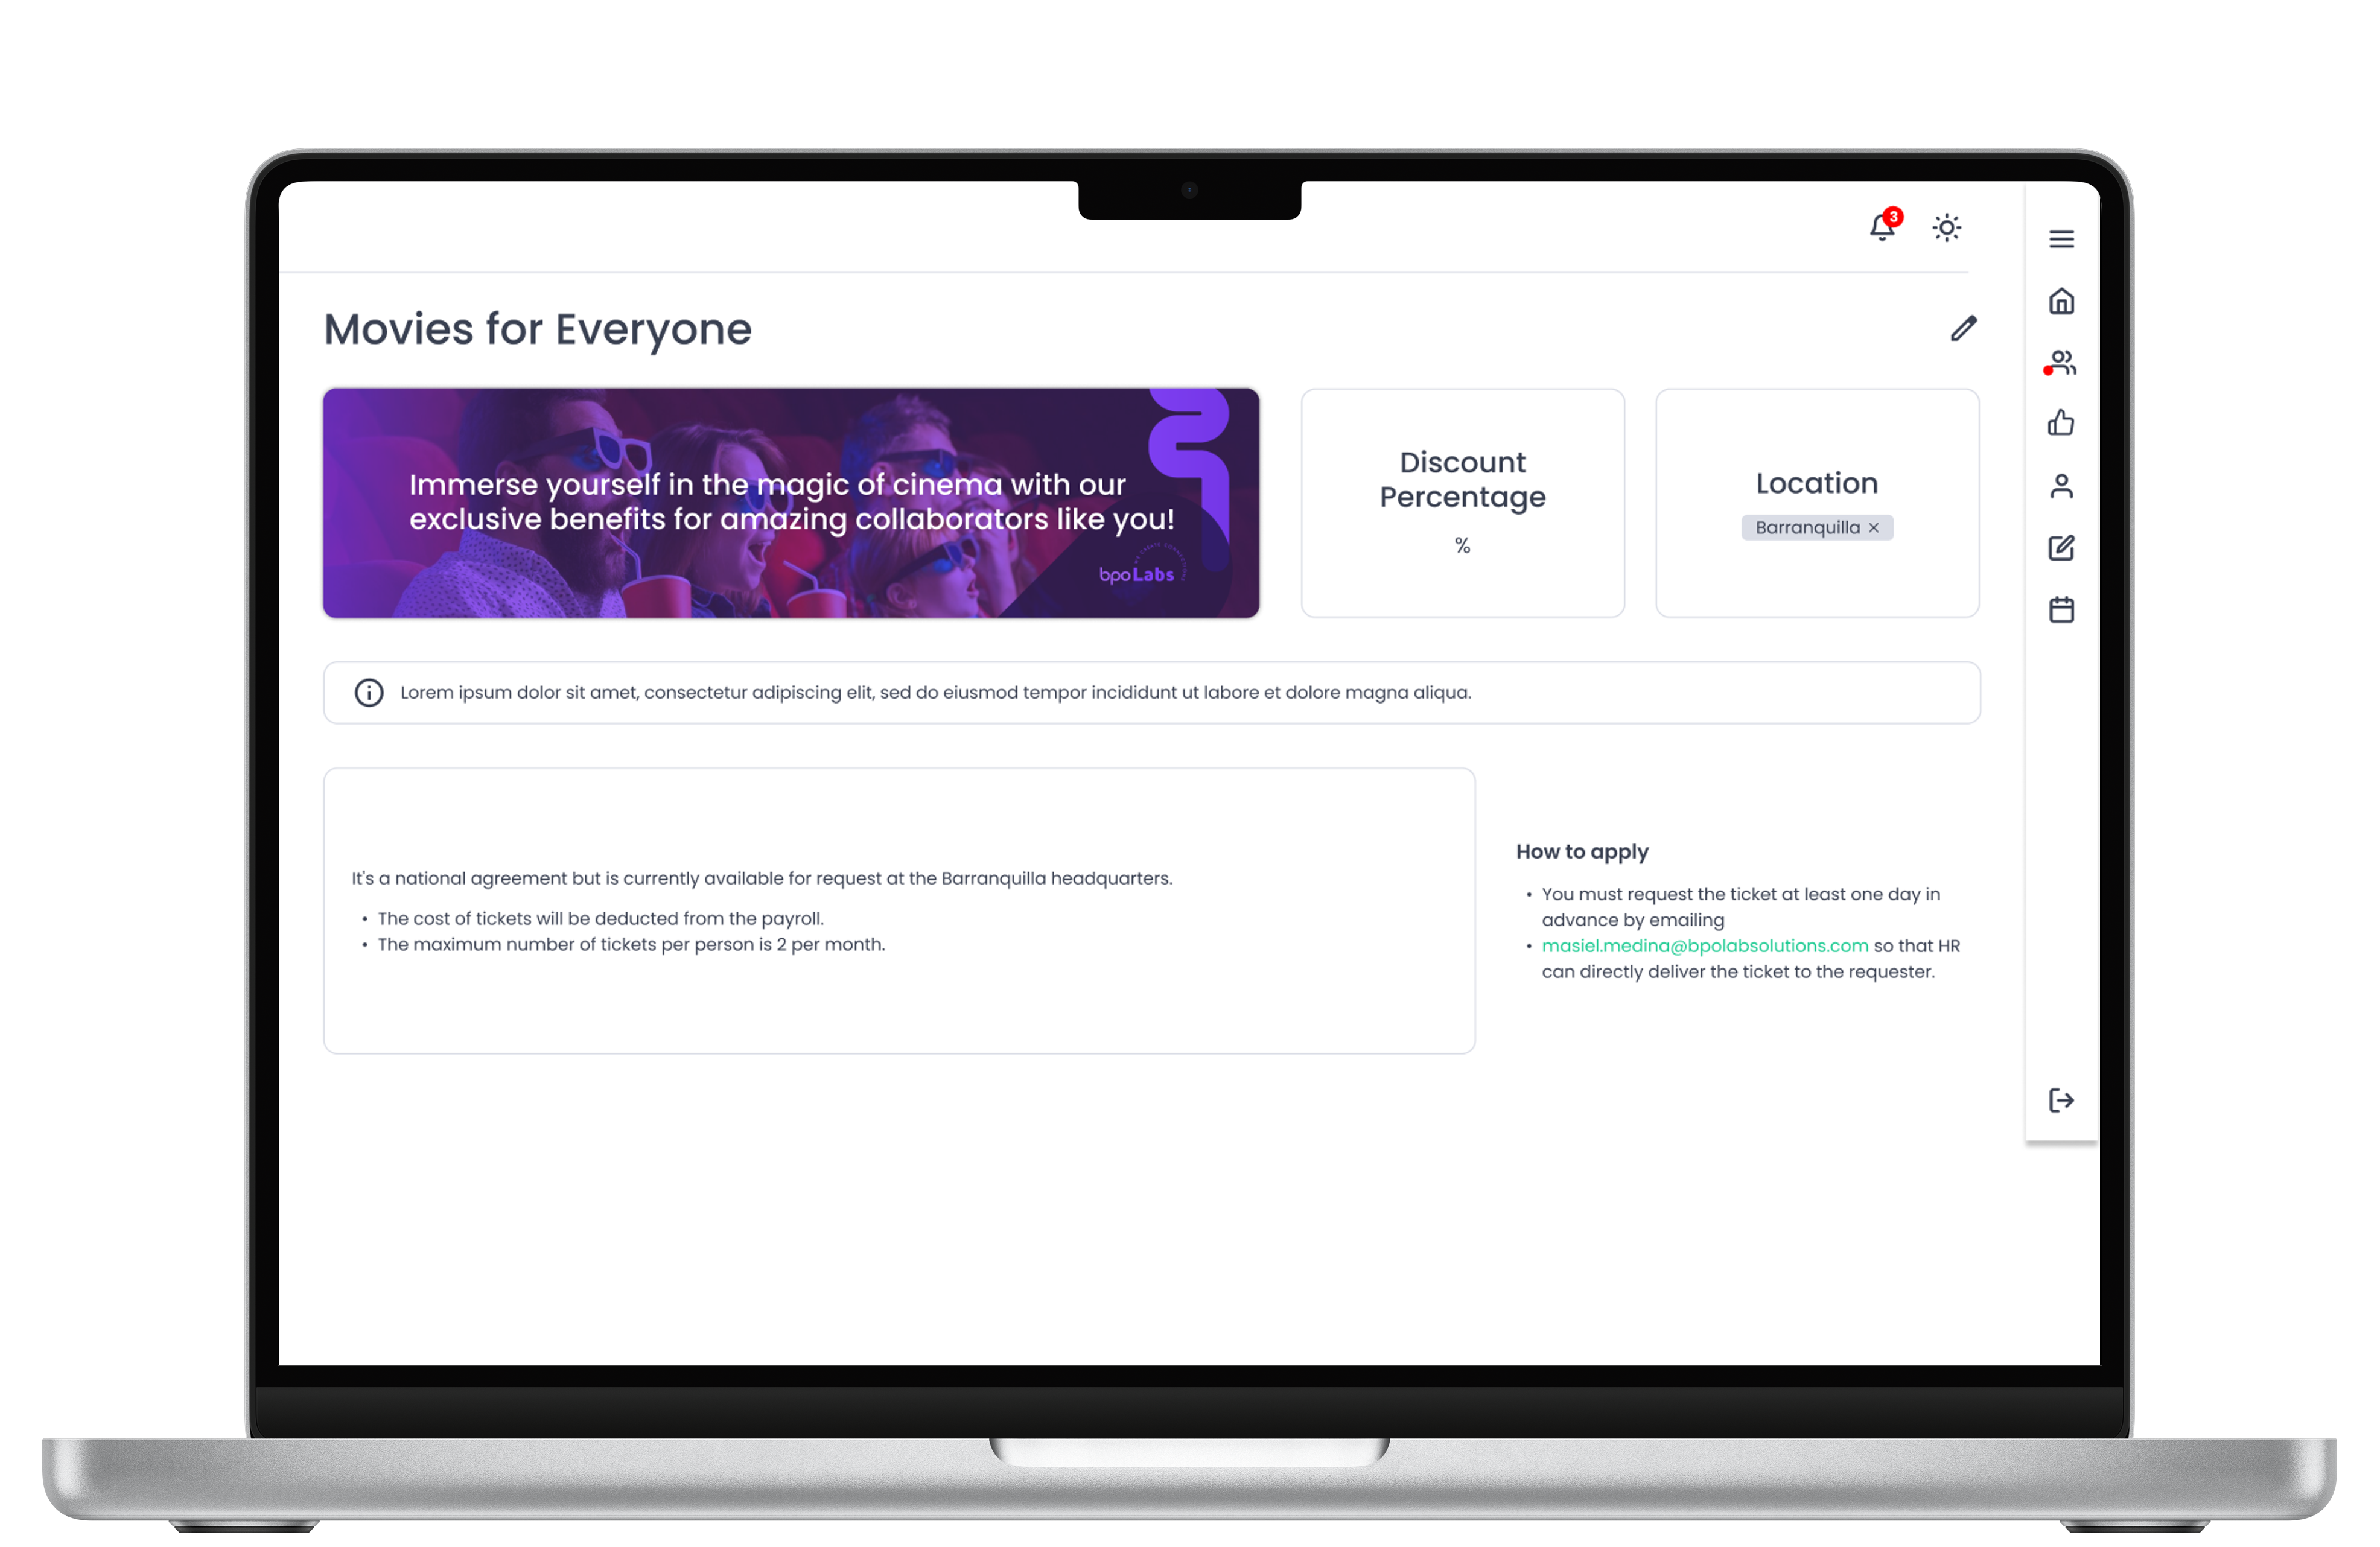 3
Movies for Everyone
Immerse yourself in the magic of cinema with our
exclusive benefits for amazing collaborators like you!
WE CREATE CONNECTIONS
bpoLabs
Discount
Percentage
%
Location
Barranquilla ×
Lorem ipsum dolor sit amet, consectetur adipiscing elit, sed do eiusmod tempor incididunt ut labore et dolore magna aliqua.
It's a national agreement but is currently available for request at the Barranquilla headquarters.
• The cost of tickets will be deducted from the payroll.
• The maximum number of tickets per person is 2 per month.
How to apply
• You must request the ticket at least one day in
advance by emailing
• masiel.medina@bpolabsolutions.com so that HR
can directly deliver the ticket to the requester.